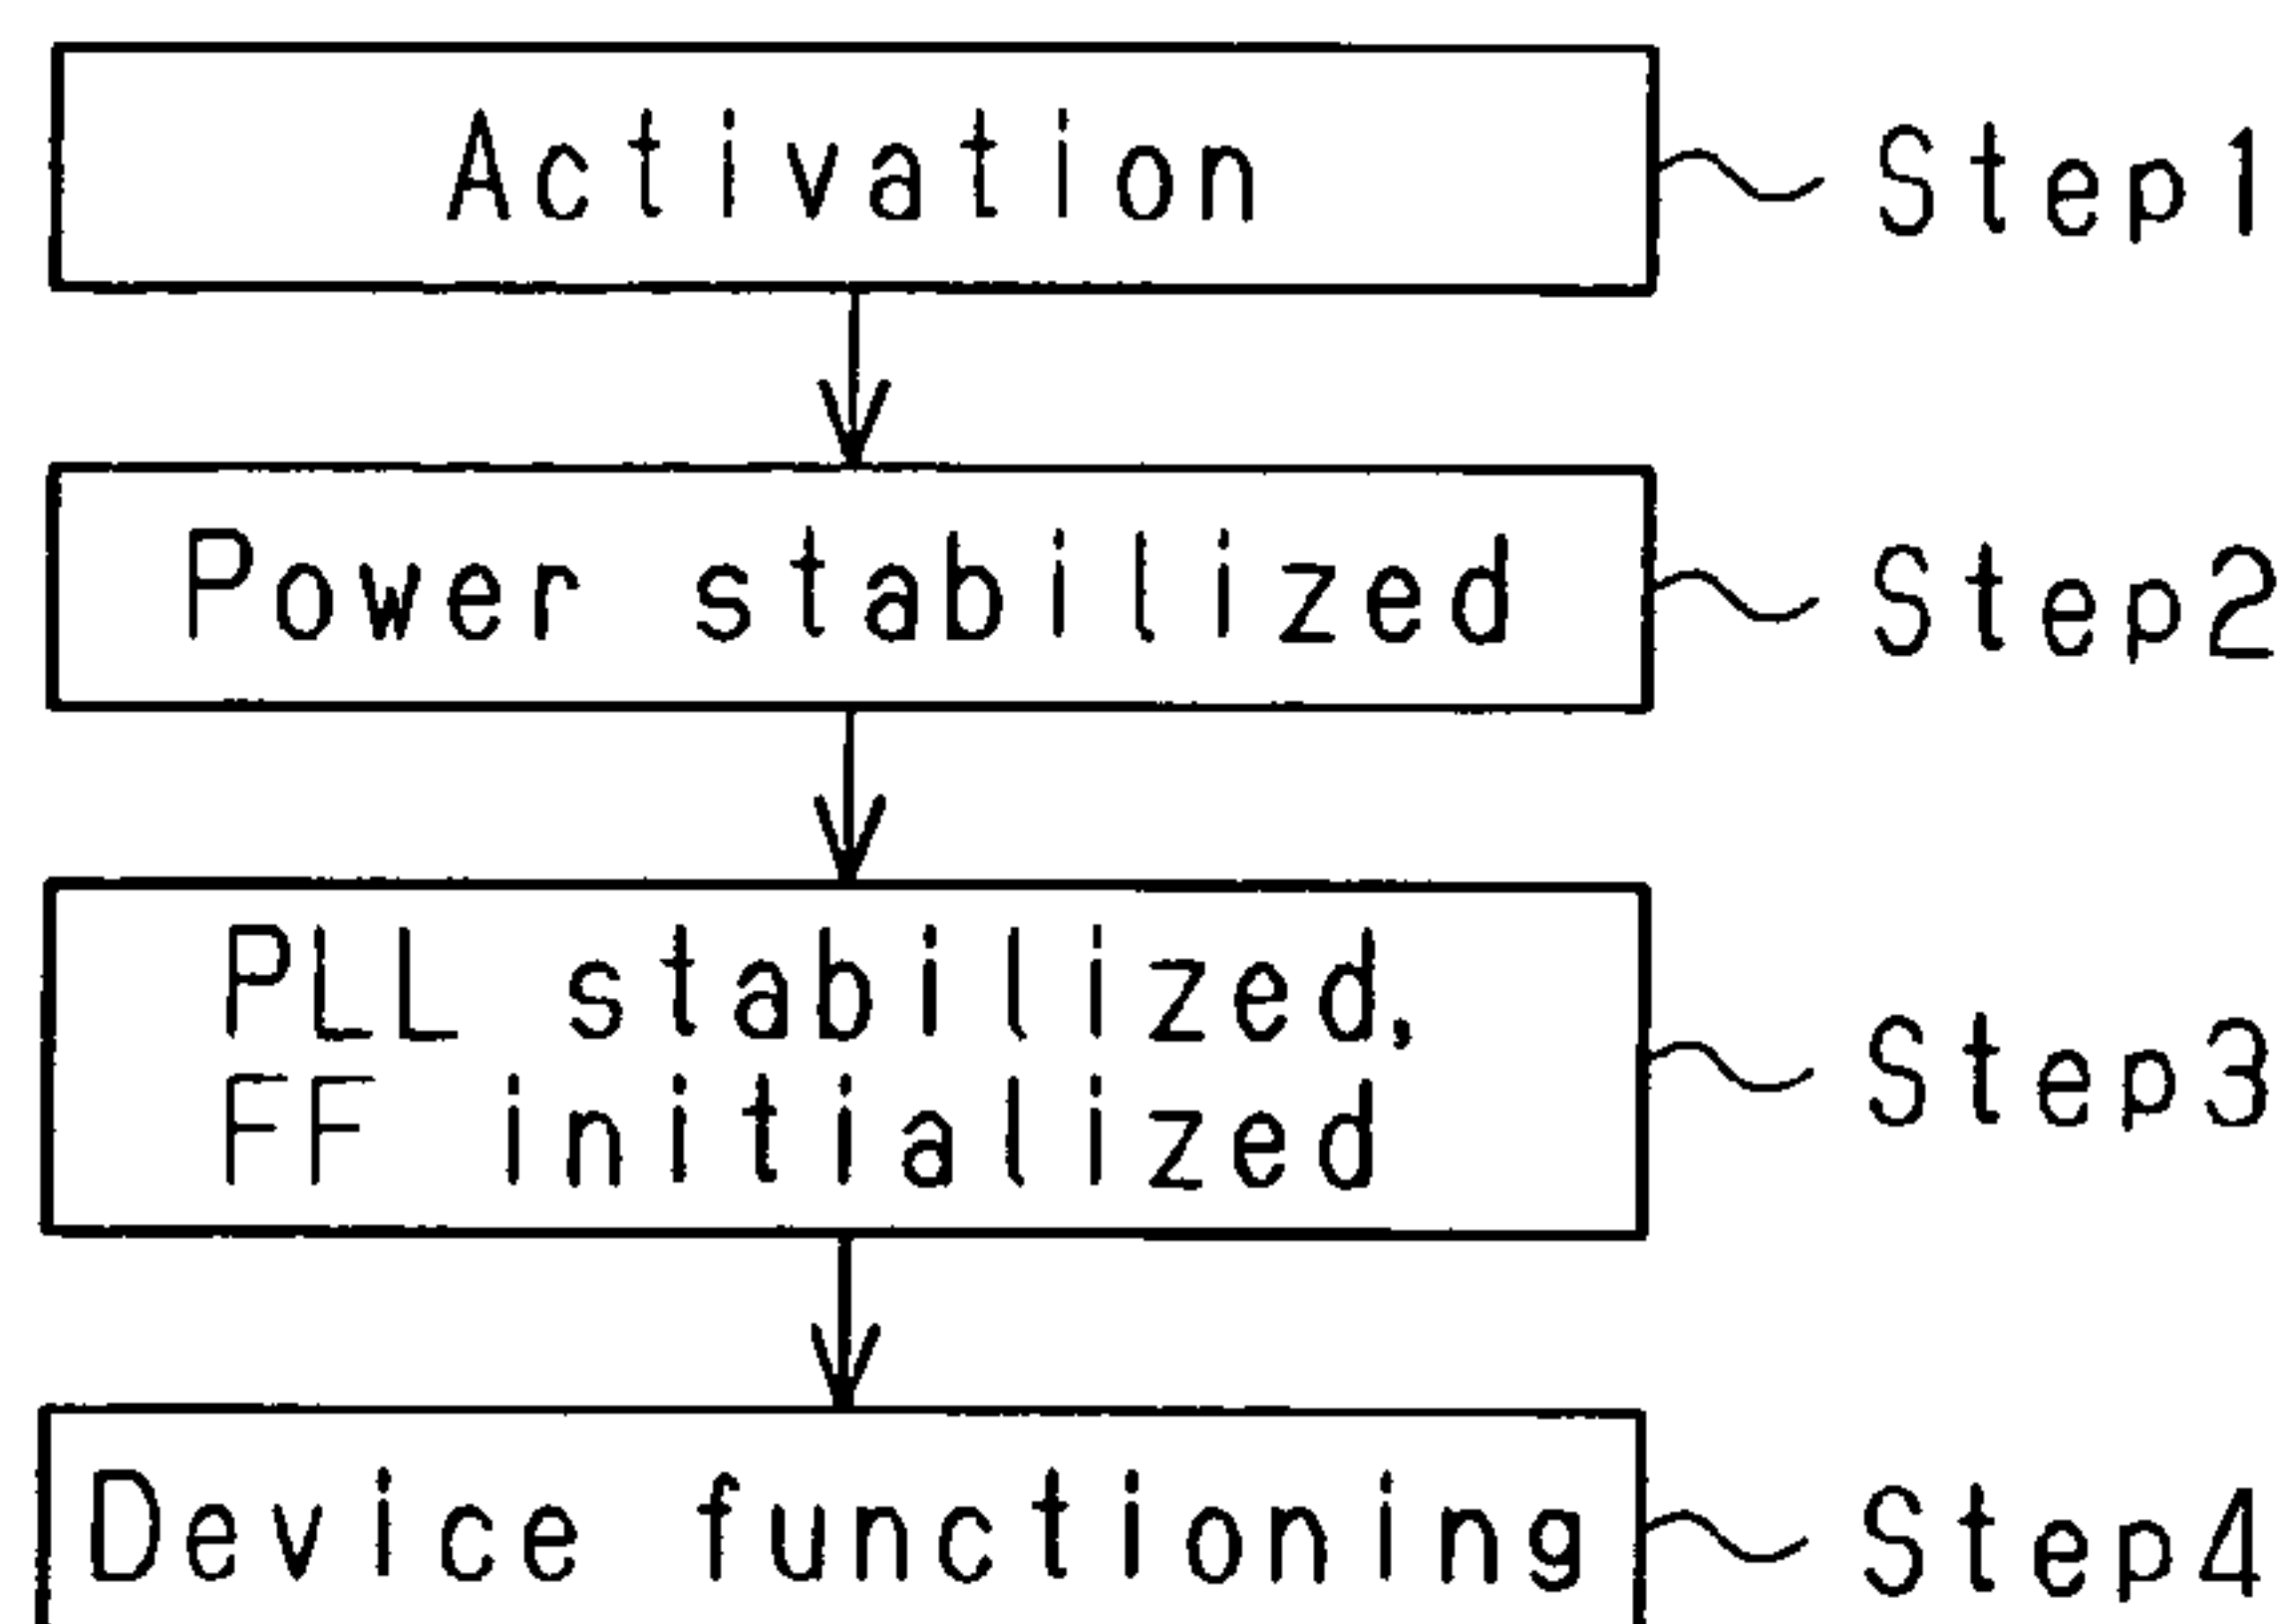 Activation
Step1
Power stabilized
Step2
PLL stabilized,
FF initialized
Step3
Device functioning
Step4